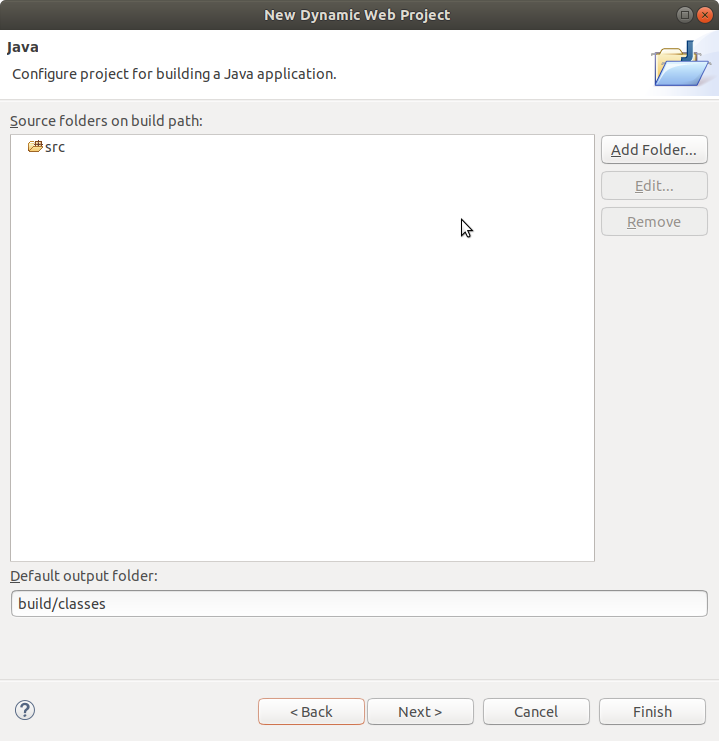 New Dynamic Web Project
Java
Configure project for building a Java application.
Source folders on build path:
src
Add Folder...
Edit...
Remove
Default output folder:
build/classes
?
< Back
Next >
Cancel
Finish